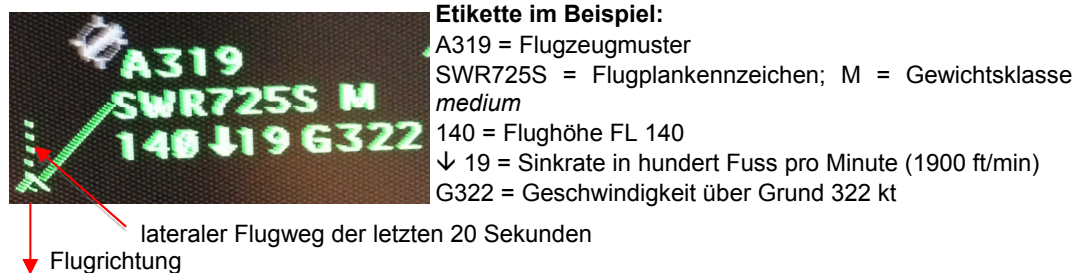 A319
SWR725S M
140 ↓19 G322
Etikette im Beispiel:
A319 = Flugzeugmuster
SWR725S = Flugplankennzeichen; M = Gewichtsklasse
medium
140 = Flughöhe FL 140
↓ 19 = Sinkrate in hundert Fuss pro Minute (1900 ft/min)
G322 = Geschwindigkeit über Grund 322 kt
lateraler Flugweg der letzten 20 Sekunden
Flugrichtung